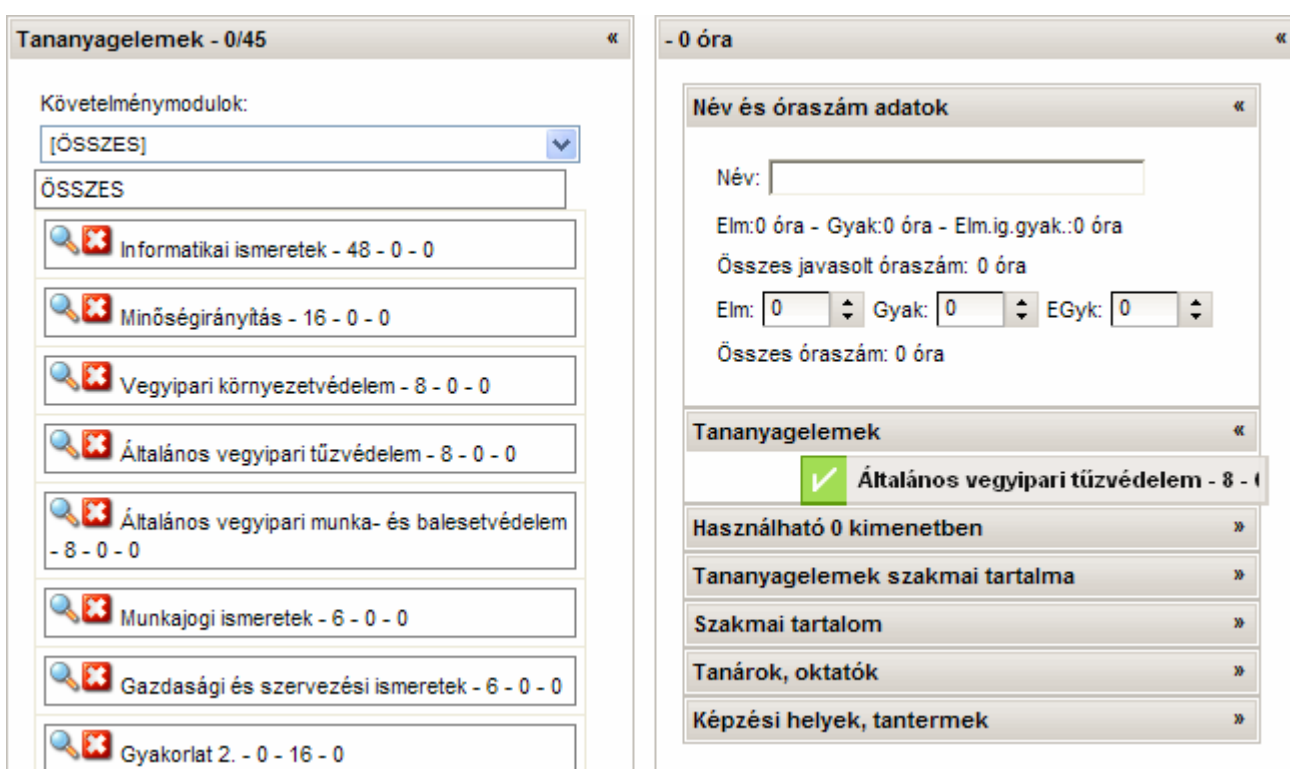 Tananyagelemek - 0/45 «
Követelménymodulok:
[ÖSSZES]
ÖSSZES
Informatikai ismeretek - 48 - 0 - 0
Minőségirányítás - 16 - 0 - 0
Vegyipari környezetvédelem - 8 - 0 - 0
Általános vegyipari tűzvédelem - 8 - 0 - 0
Általános vegyipari munka- és balesetvédelem
- 8 - 0 - 0
Munkajogi ismeretek - 6 - 0 - 0
Gazdasági és szervezési ismeretek - 6 - 0 - 0
Gyakorlat 2. - 0 - 16 - 0
- 0 óra «
Név és óraszám adatok «
Név:
Elm:0 óra - Gyak:0 óra - Elm.ig.gyak.:0 óra
Összes javasolt óraszám: 0 óra
Elm: 0 Gyak: 0 EGyk: 0
Összes óraszám: 0 óra
Tananyagelemek «
Általános vegyipari tűzvédelem - 8 -
Használható 0 kimenetben »
Tananyagelemek szakmai tartalma »
Szakmai tartalom »
Tanárok, oktatók »
Képzési helyek, tantermek »